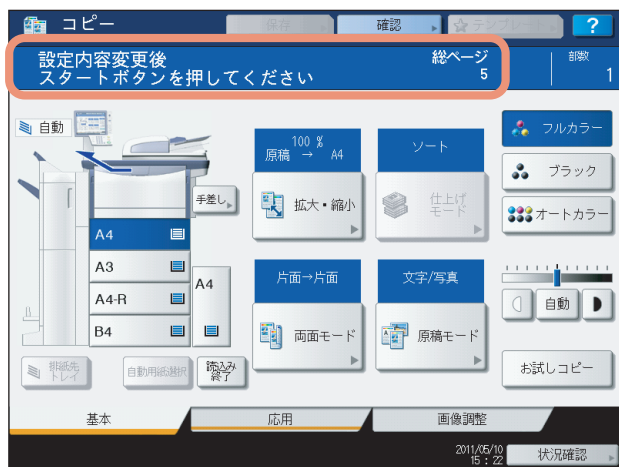 コピー
保存
確認
テンプレート
?
設定内容変更後
スタートボタンを押してください
総ページ
5
部数
1
自動
手差し
A4
A3
A4-R
B4
A4
排紙先
トレイ
自動用紙選択
読込み
終了
100 %
原稿 → A4
拡大・縮小
ソート
仕上げ
モード
片面→片面
両面モード
文字/写真
原稿モード
フルカラー
ブラック
オートカラー
自動
お試しコピー
基本
応用
画像調整
2011/05/10
15 : 22
状況確認